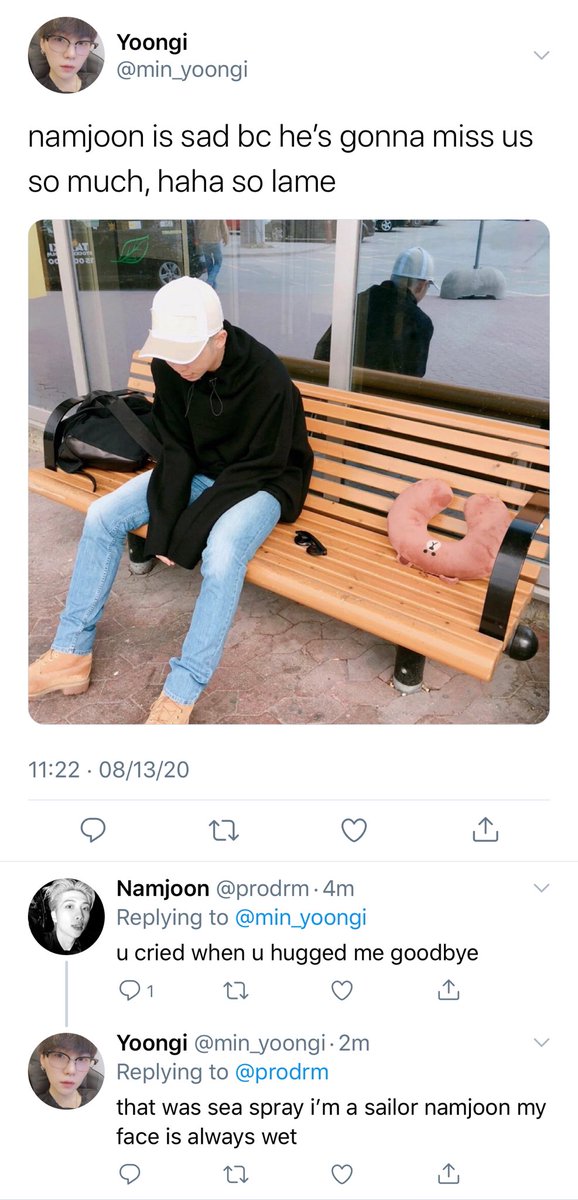 Yoongi
@min_yoongi
namjoon is sad bc he’s gonna miss us
so much, haha so lame
11:22 · 08/13/20
Namjoon @prodrm · 4m
Replying to @min_yoongi
u cried when u hugged me goodbye
1
Yoongi @min_yoongi · 2m
Replying to @prodrm
that was sea spray i’m a sailor namjoon my
face is always wet